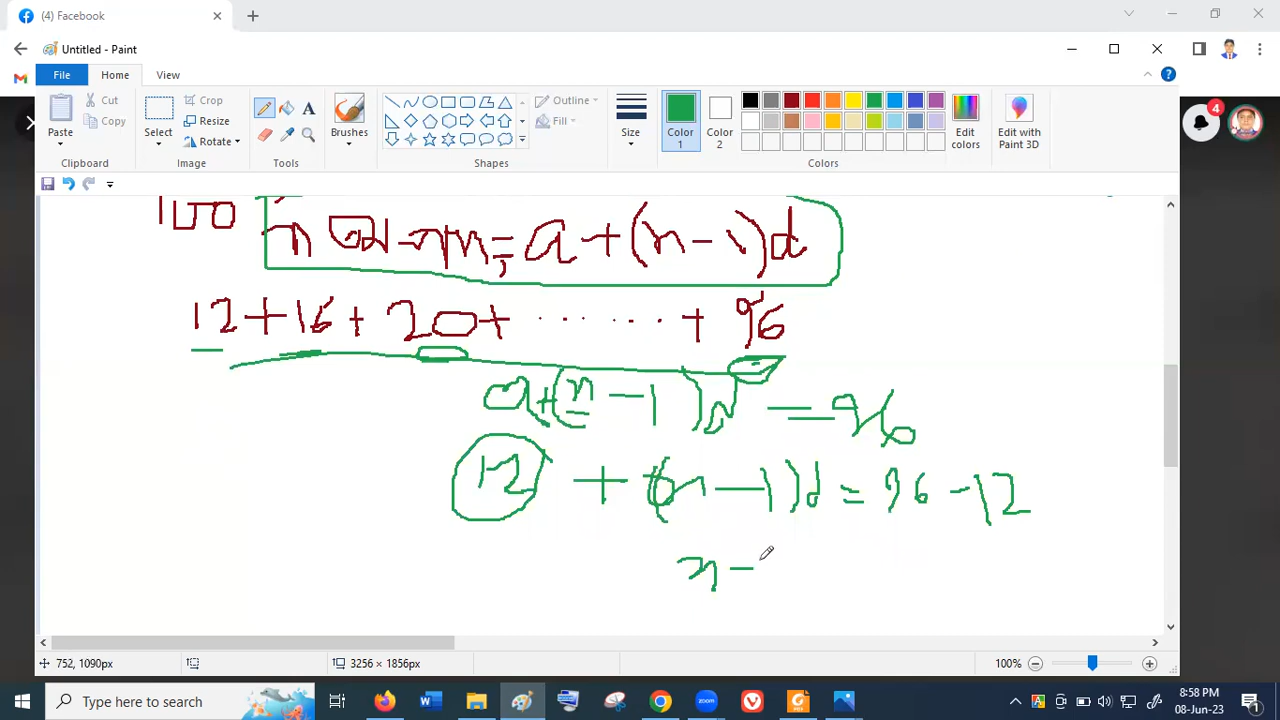 (4) Facebook
Untitled - Paint
File Home View
Cut Crop Outline
Paste Copy Select Resize Brushes Fill Size Color 1 Color 2 Edit colors Edit with Paint 3D
Rotate
Clipboard Image Tools Shapes Colors
4
100
= a + (n - 1) d
12 + 16 + 20 + ............ + 96
a + (n - 1) d = 96
12 + (n - 1) d = 96 - 12
n -
752, 1090px 3256 × 1856px 100%
Type here to search
8:58 PM
08-Jun-23